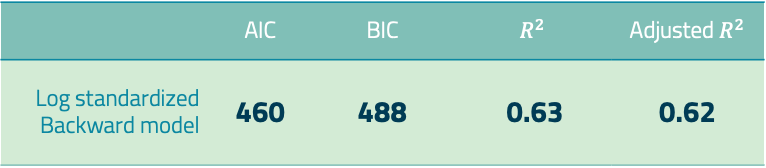 AIC BIC R² Adjusted R²
Log standardized
Backward model
460 488 0.63 0.62